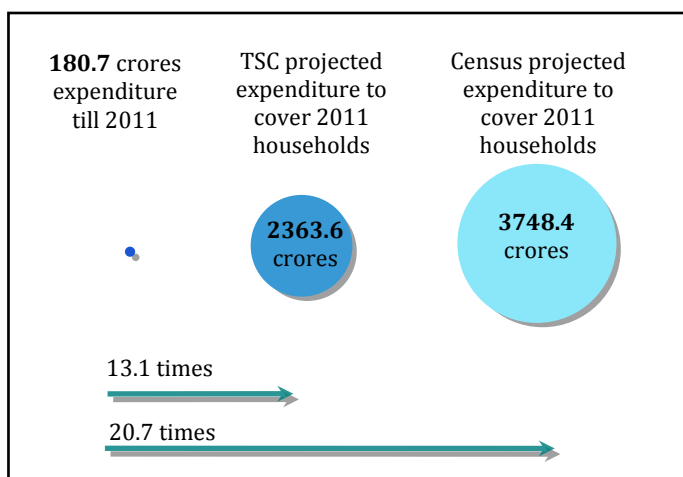 180.7 crores
expenditure
till 2011
TSC projected
expenditure to
cover 2011
households
Census projected
expenditure to
cover 2011
households
2363.6
crores
3748.4
crores
13.1 times
20.7 times